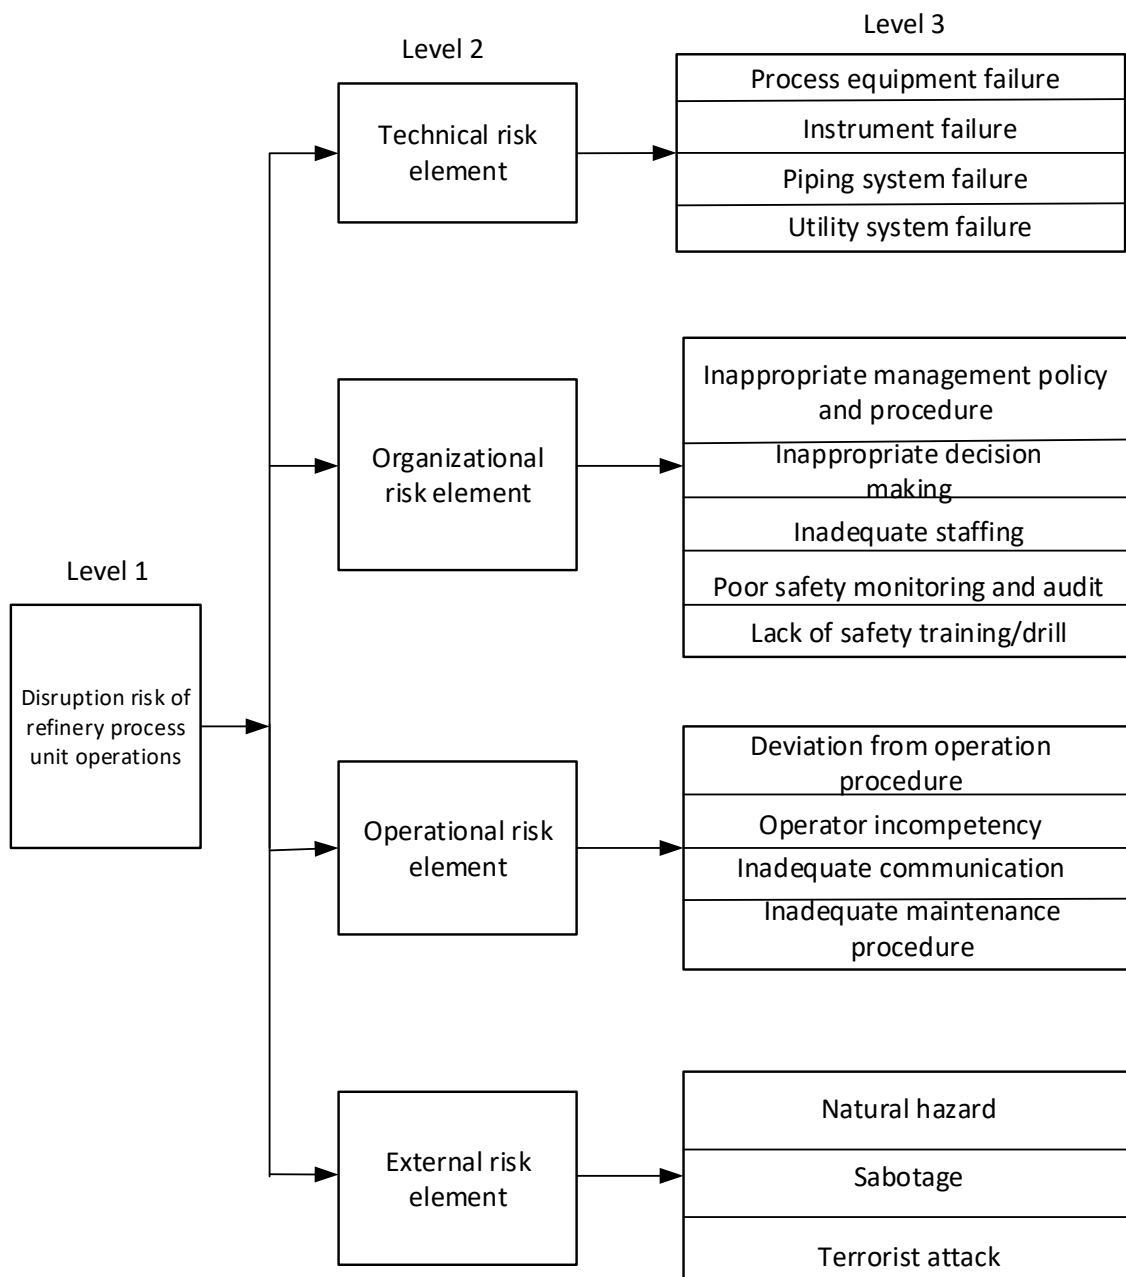 Level 1
Disruption risk of
refinery process
unit operations
Level 2
Technical risk
element
Organizational
risk element
Operational risk
element
External risk
element
Level 3
Process equipment failure
Instrument failure
Piping system failure
Utility system failure
Inappropriate management policy
and procedure
Inappropriate decision
making
Inadequate staffing
Poor safety monitoring and audit
Lack of safety training/drill
Deviation from operation
procedure
Operator incompetency
Inadequate communication
Inadequate maintenance
procedure
Natural hazard
Sabotage
Terrorist attack